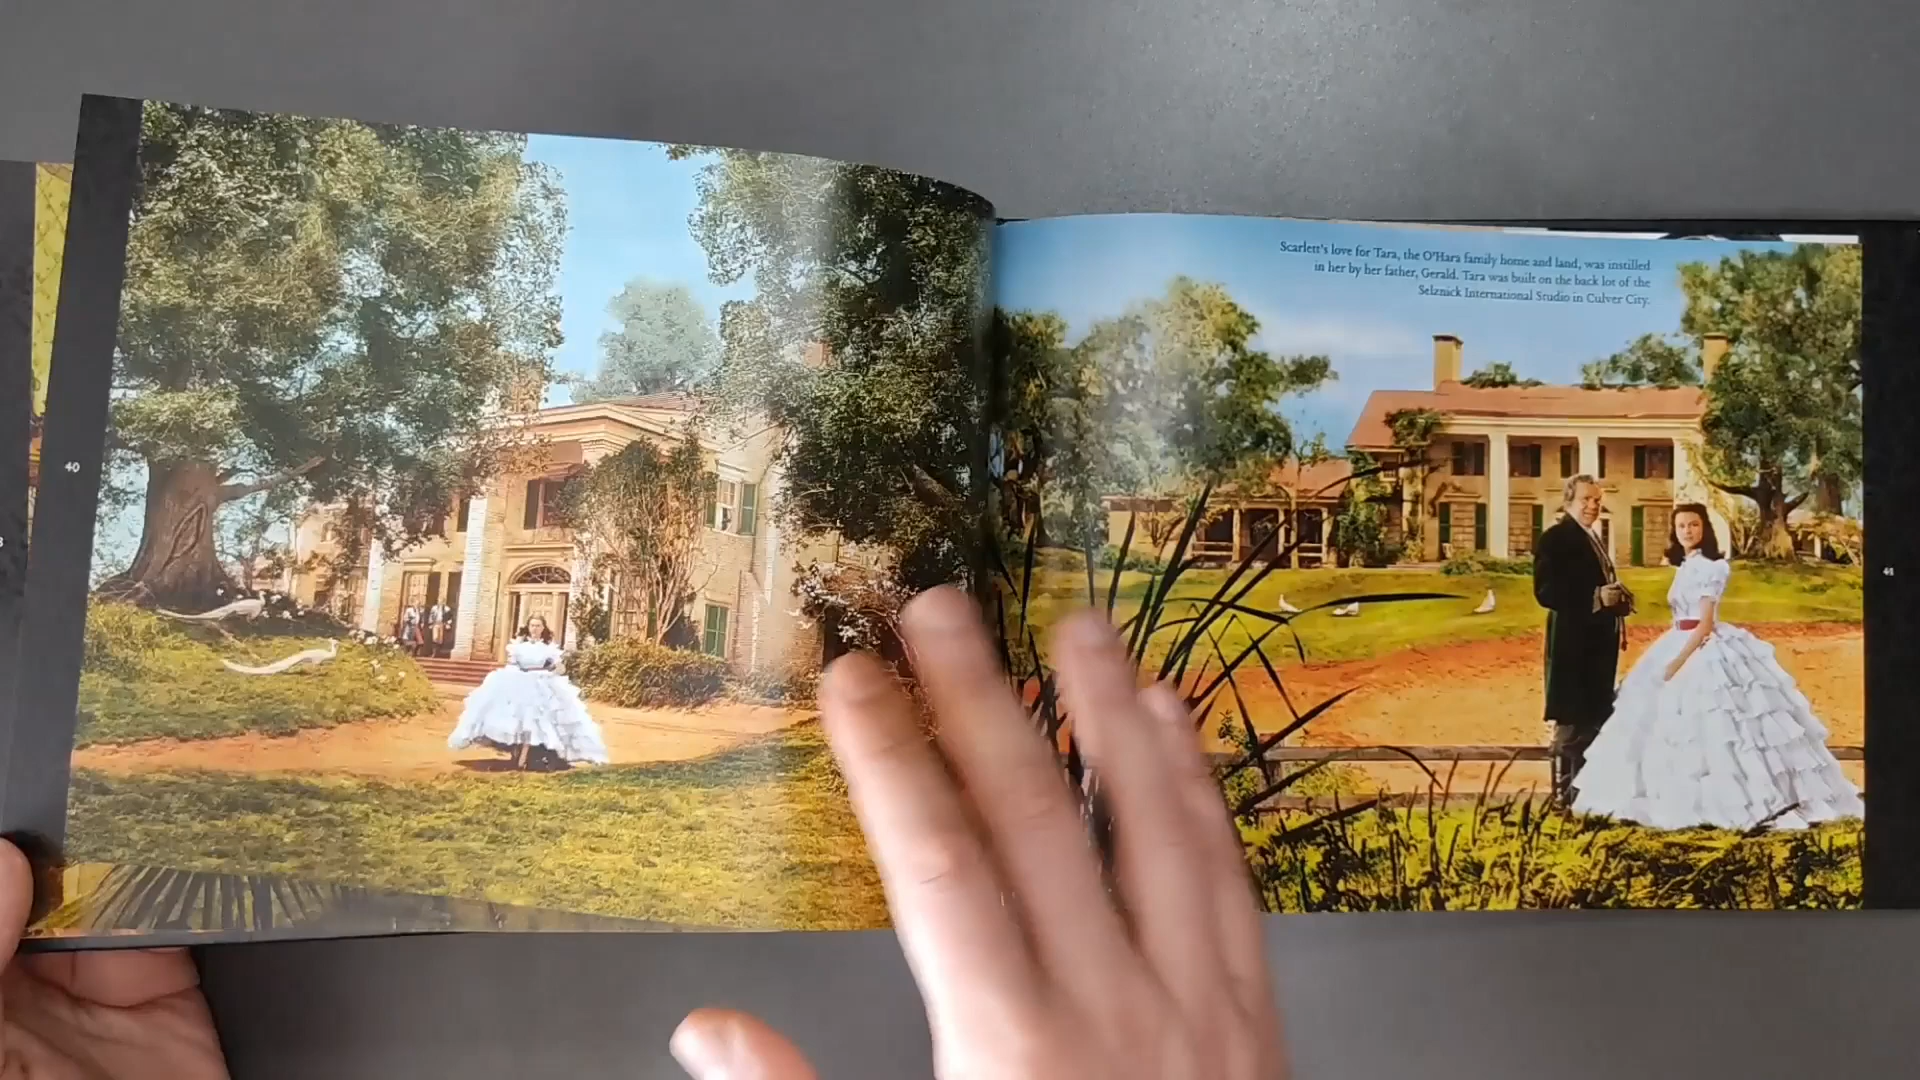 40
Scarlett's love for Tara, the O'Hara family home and land, was instilled
in her by her father, Gerald. Tara was built on the back lot of the
Selznick International Studio in Culver City.